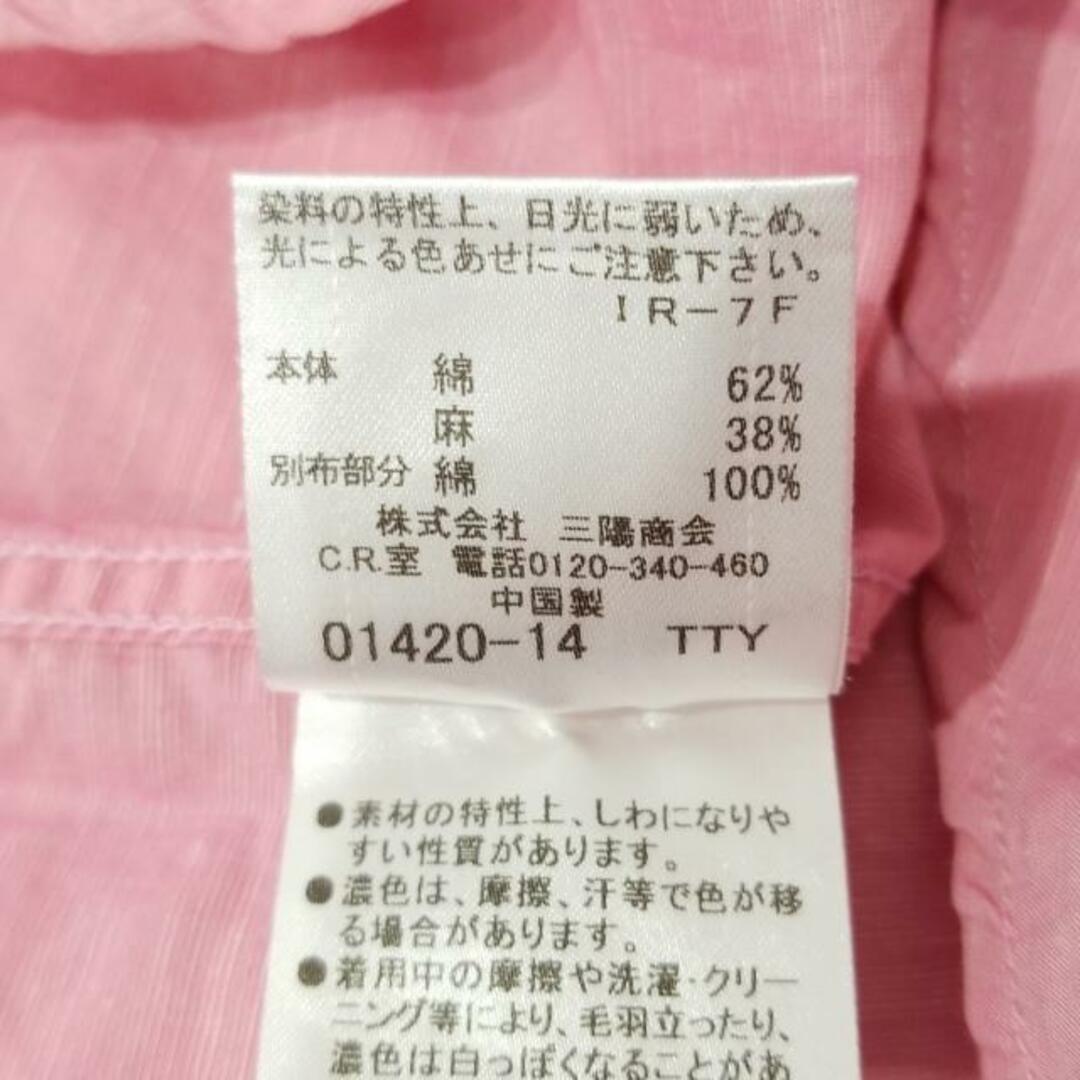 染料の特性上、日光に弱いため、
光による色あせにご注意下さい。
IR-7F
本体 綿 62%
麻 38%
別布部分 綿 100%
株式会社 三陽商会
C.R.室 電話0120-340-460
中国製
01420-14 TTY
●素材の特性上、しわになりや
すい性質があります。
●濃色は、摩擦、汗等で色が移
る場合があります。
●着用中の摩擦や洗濯・クリー
ニング等により、毛羽立ったり、
濃色は白っぽくなることがあ